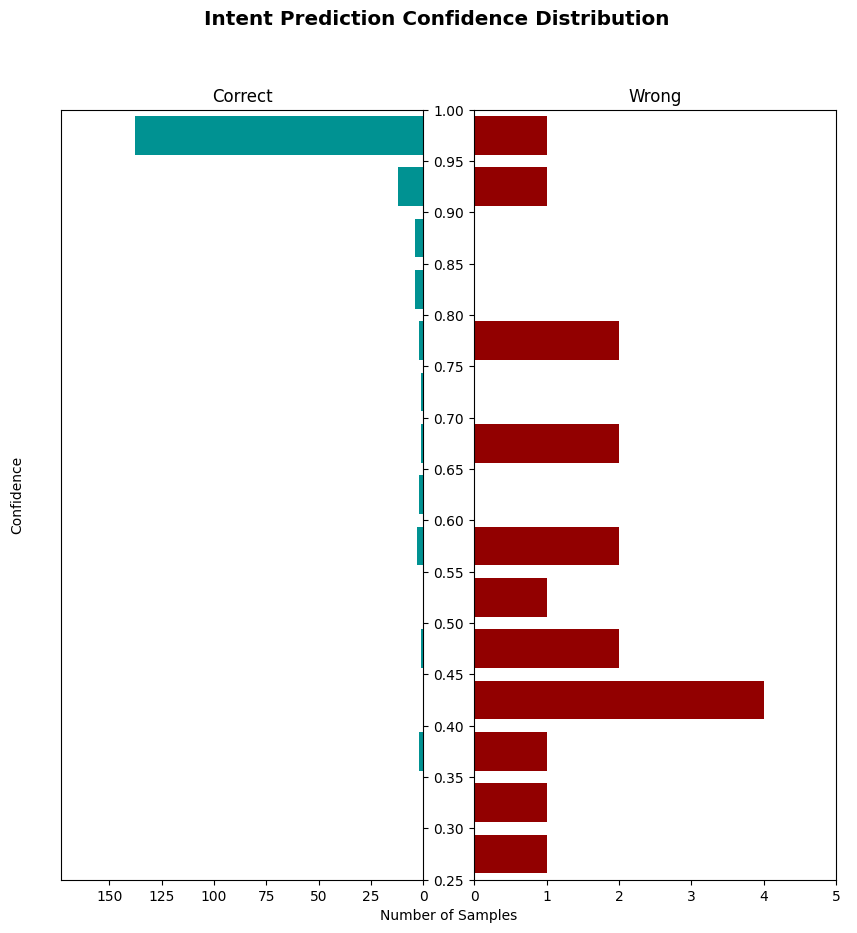 Intent Prediction Confidence Distribution
Correct
Wrong
1.00
0.95
0.90
0.85
0.80
0.75
0.70
0.65
0.60
0.55
0.50
0.45
0.40
0.35
0.30
0.25
Confidence
150 125 100 75 50 25 0
0 1 2 3 4 5
Number of Samples